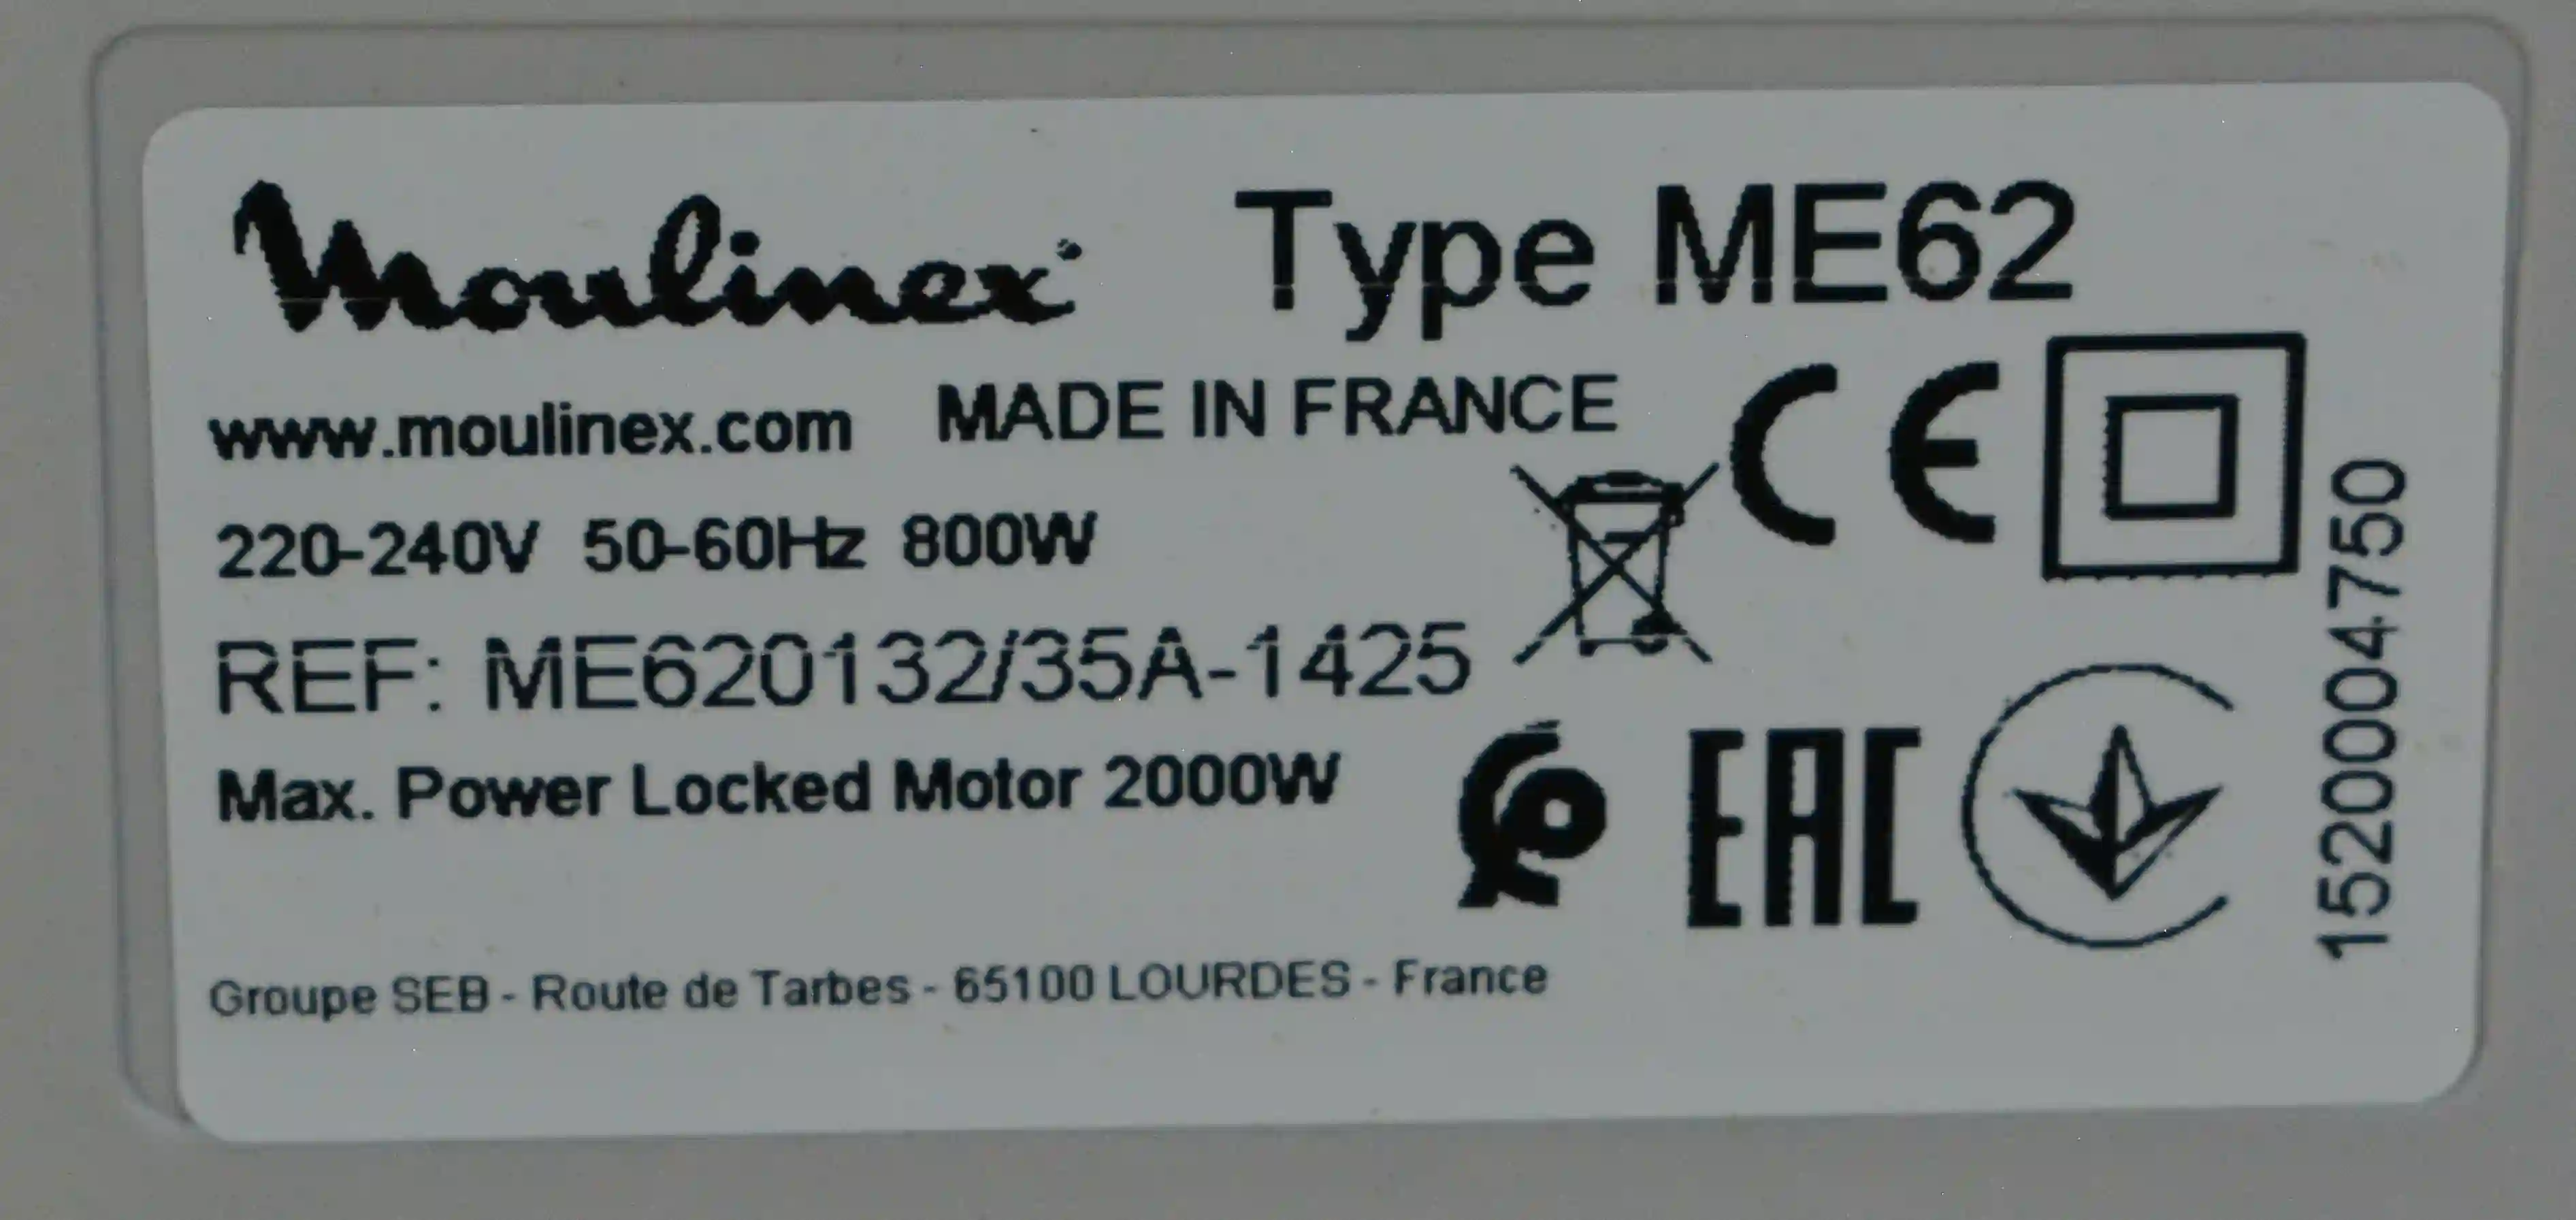 Moulinex Type ME62
www.moulinex.com MADE IN FRANCE CE
220-240V 50-60Hz 800W
REF: ME620132/35A-1425
Max. Power Locked Motor 2000W
EAC
Groupe SEB - Route de Tarbes - 65100 LOURDES - France
1520004750